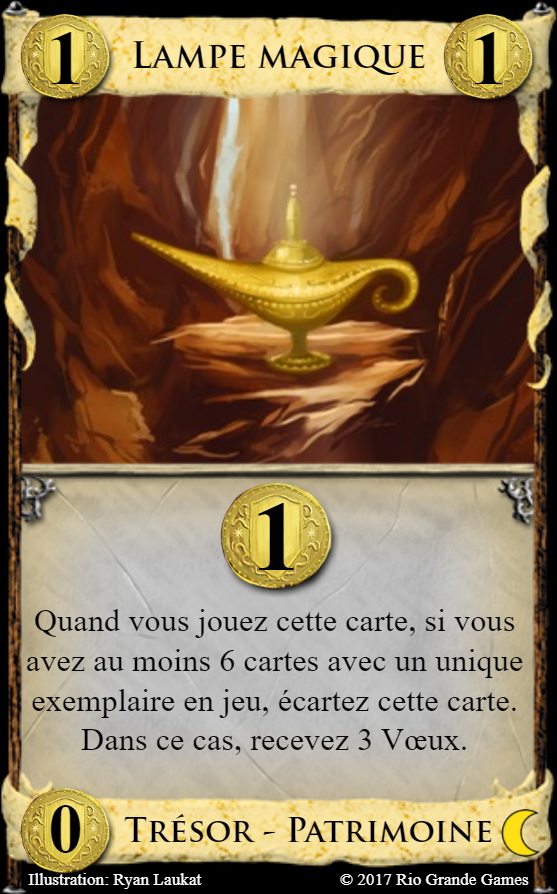 1 Lampe magique 1
1
Quand vous jouez cette carte, si vous
avez au moins 6 cartes avec un unique
exemplaire en jeu, écartez cette carte.
Dans ce cas, recevez 3 Vœux.
0 Trésor - Patrimoine
Illustration: Ryan Laukat © 2017 Rio Grande Games